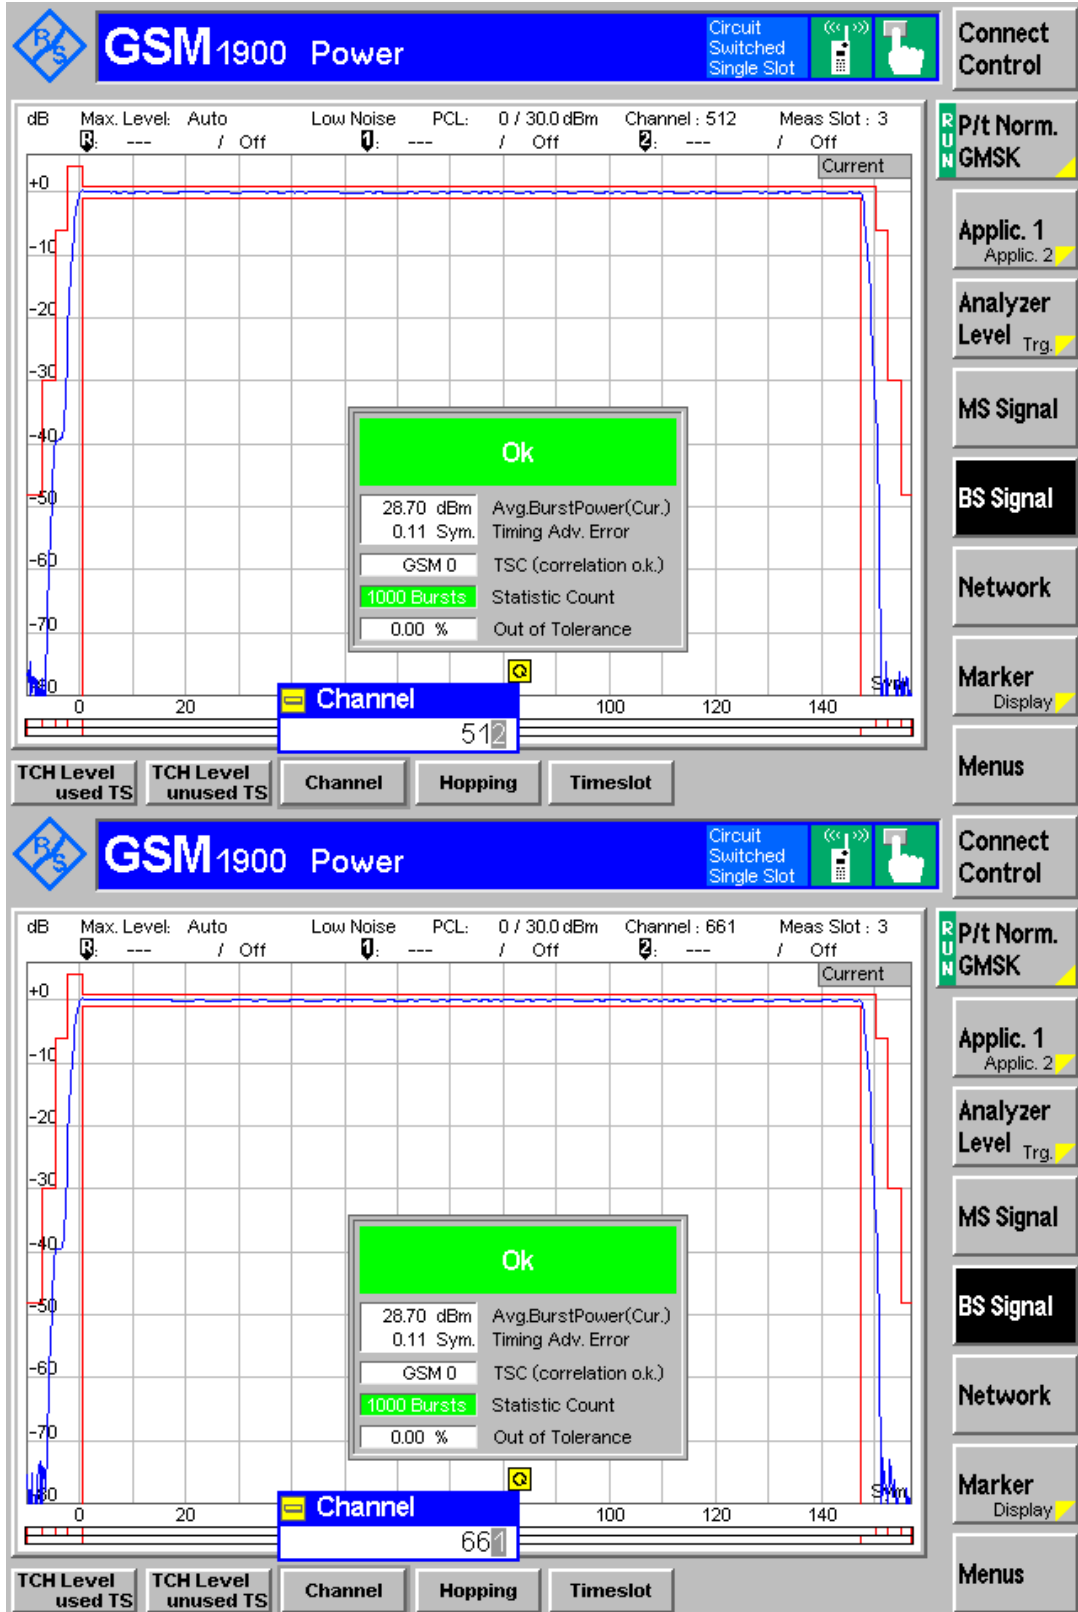 R&S GSM 1900 Power Circuit Switched Single Slot Connect Control
dB Max. Level: Auto Low Noise PCL: 0 / 30.0 dBm Channel : 512 Meas Slot : 3
R : --- / Off 1 : --- / Off 2 : --- / Off
RUN P/t Norm. GMSK
Current
+0
-10
-20
-30
-40
-50
-60
-70
-80
Applic. 1
Applic. 2
Analyzer
Level Trg.
MS Signal
BS Signal
Network
Marker
Display
Menus
Ok
28.70 dBm Avg.BurstPower(Cur.)
0.11 Sym. Timing Adv. Error
GSM 0 TSC (correlation o.k.)
1000 Bursts Statistic Count
0.00 % Out of Tolerance
Sym
0 20 100 120 140
Channel
512
TCH Level used TS TCH Level unused TS Channel Hopping Timeslot
R&S GSM 1900 Power Circuit Switched Single Slot Connect Control
dB Max. Level: Auto Low Noise PCL: 0 / 30.0 dBm Channel : 661 Meas Slot : 3
R : --- / Off 1 : --- / Off 2 : --- / Off
RUN P/t Norm. GMSK
Current
+0
-10
-20
-30
-40
-50
-60
-70
-80
Applic. 1
Applic. 2
Analyzer
Level Trg.
MS Signal
BS Signal
Network
Marker
Display
Menus
Ok
28.70 dBm Avg.BurstPower(Cur.)
0.11 Sym. Timing Adv. Error
GSM 0 TSC (correlation o.k.)
1000 Bursts Statistic Count
0.00 % Out of Tolerance
Sym
0 20 100 120 140
Channel
661
TCH Level used TS TCH Level unused TS Channel Hopping Timeslot